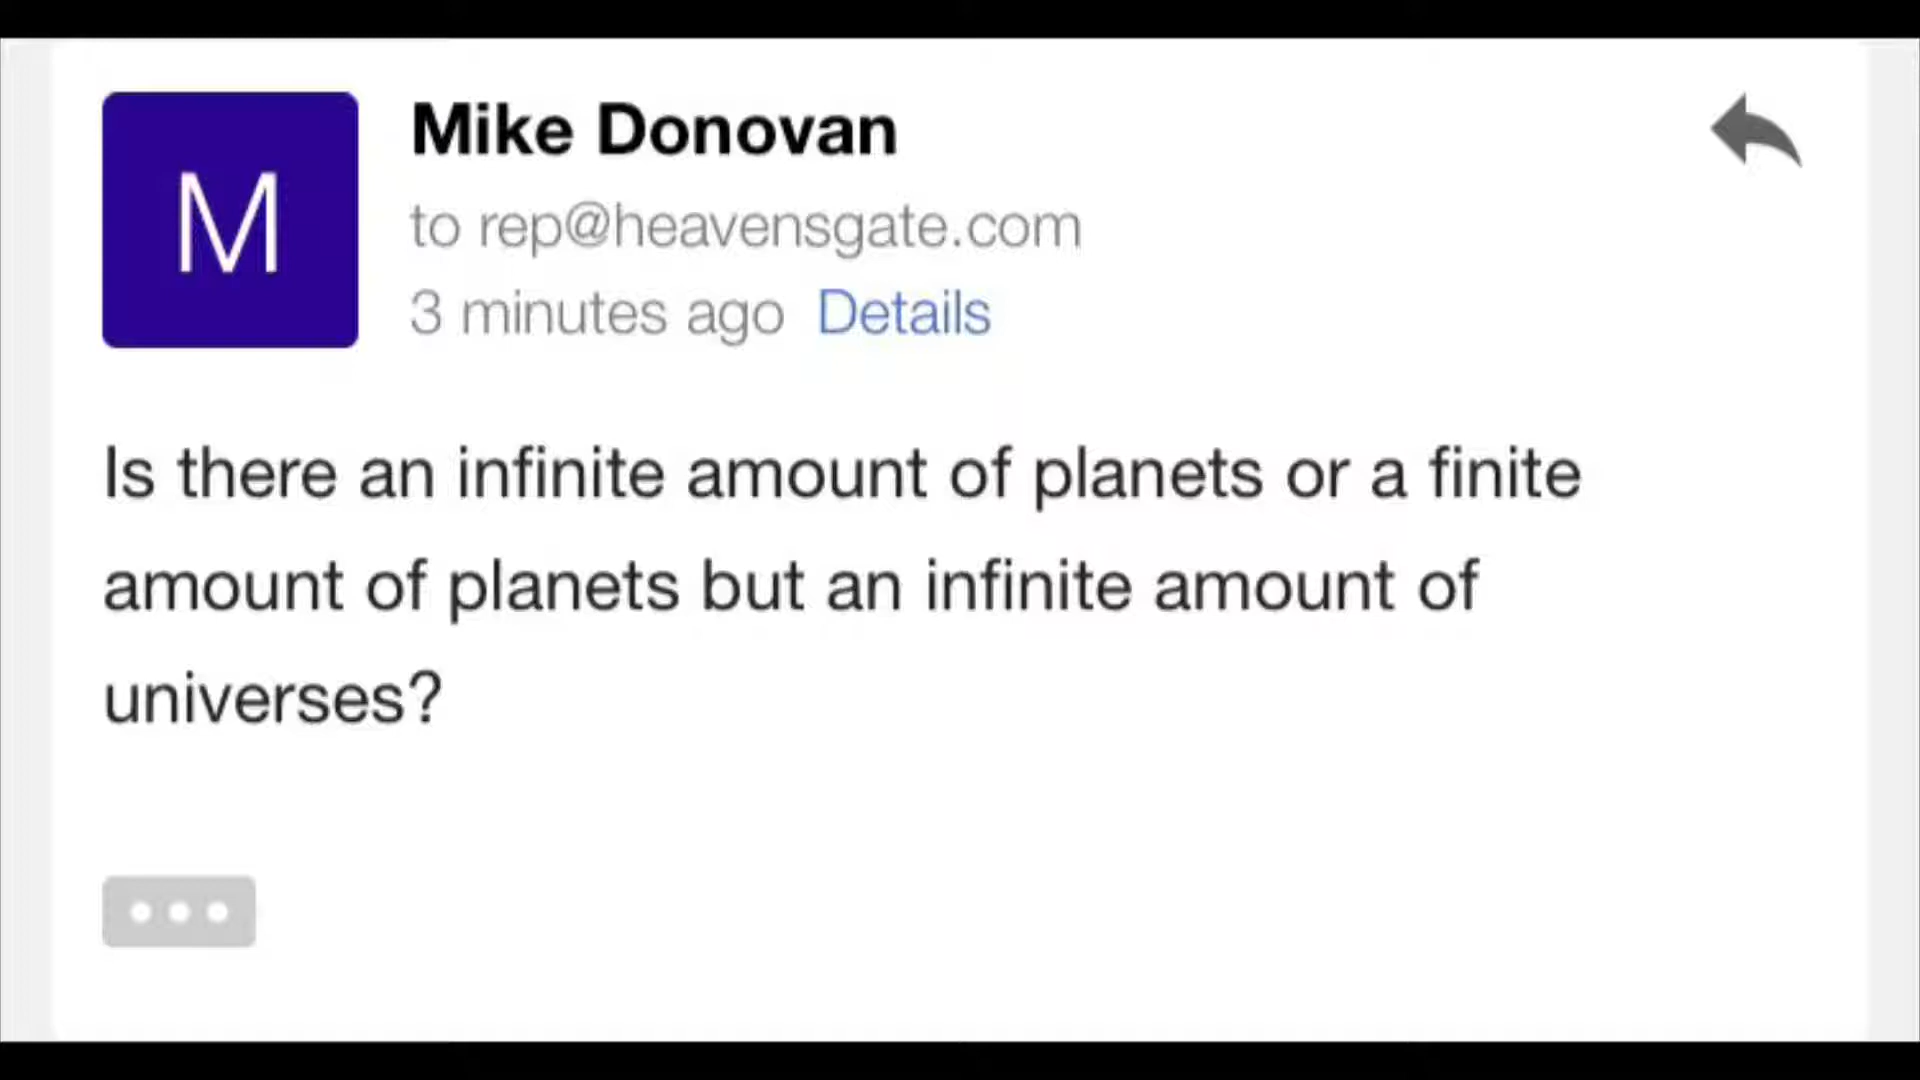 M
Mike Donovan
to rep@heavensgate.com
3 minutes ago Details
Is there an infinite amount of planets or a finite
amount of planets but an infinite amount of
universes?